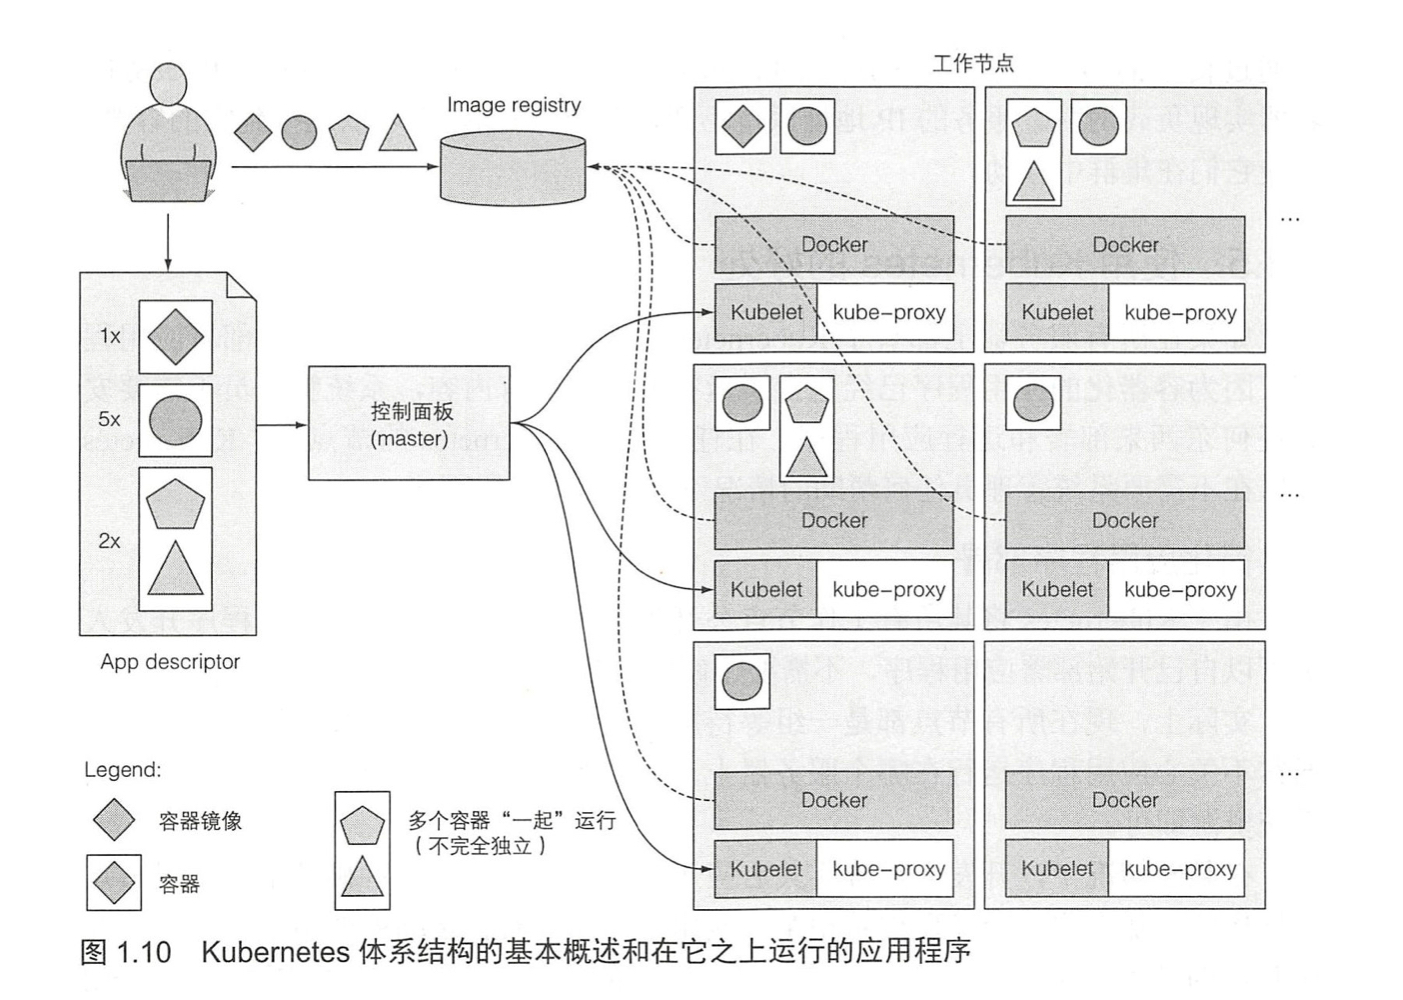 工作节点
Image registry
Docker
Kubelet
kube-proxy
Docker
Kubelet
kube-proxy
...
1x
5x
2x
App descriptor
控制面板
(master)
Docker
Kubelet
kube-proxy
Docker
Kubelet
kube-proxy
...
Docker
Kubelet
kube-proxy
Docker
Kubelet
kube-proxy
...
Legend:
容器镜像
容器
多个容器“一起”运行
（不完全独立）
图 1.10 Kubernetes 体系结构的基本概述和在它之上运行的应用程序